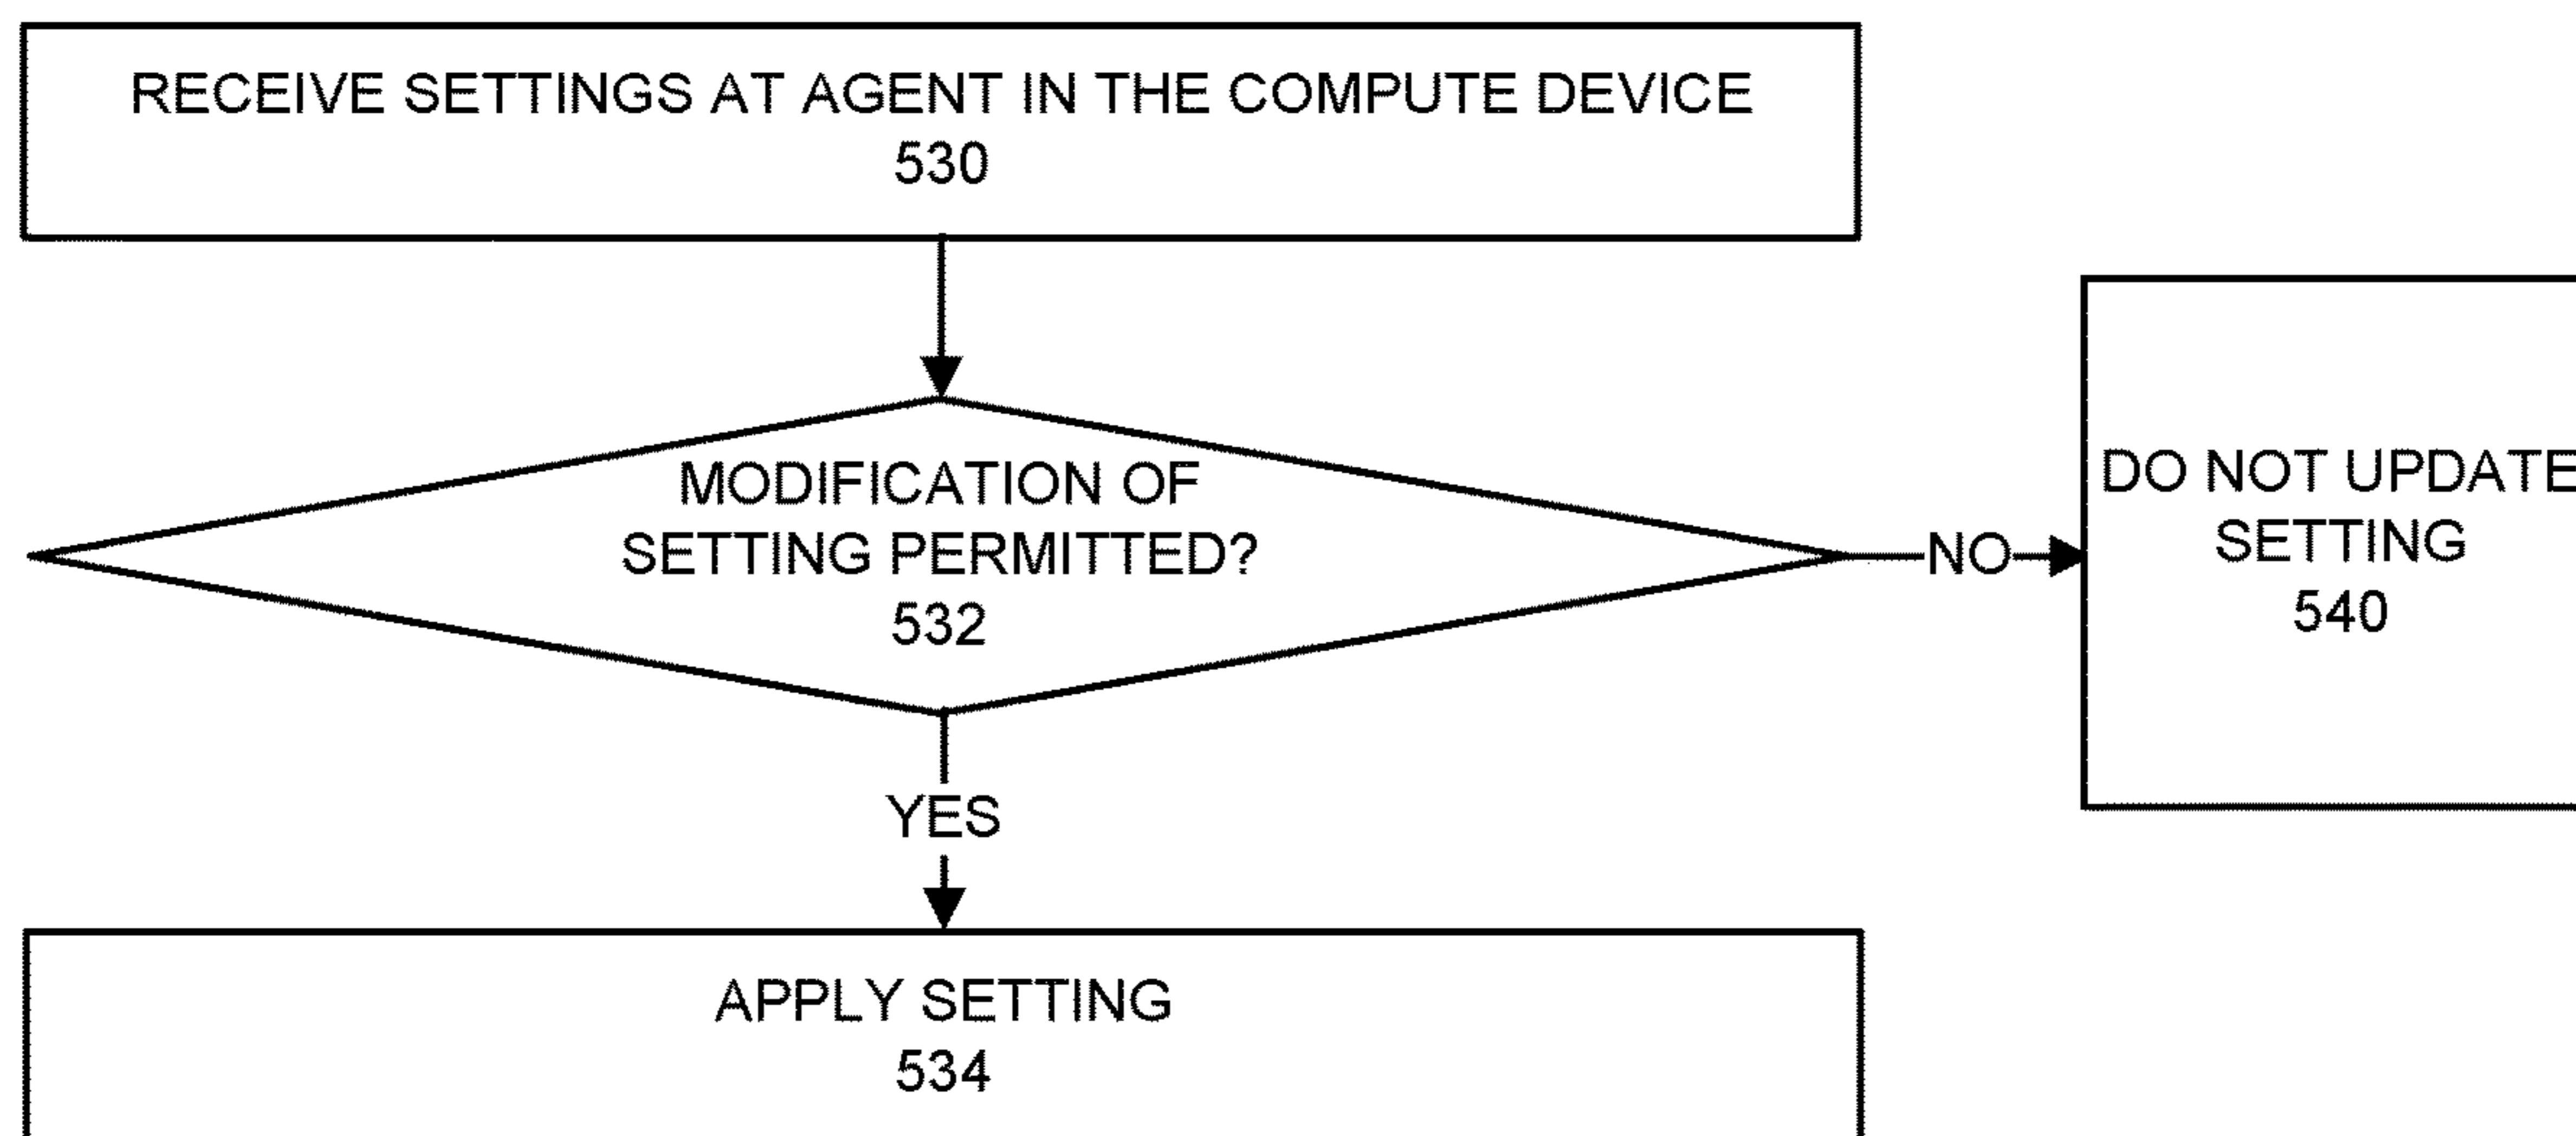 RECEIVE SETTINGS AT AGENT IN THE COMPUTE DEVICE
530
MODIFICATION OF
SETTING PERMITTED?
532
NO
DO NOT UPDATE
SETTING
540
YES
APPLY SETTING
534